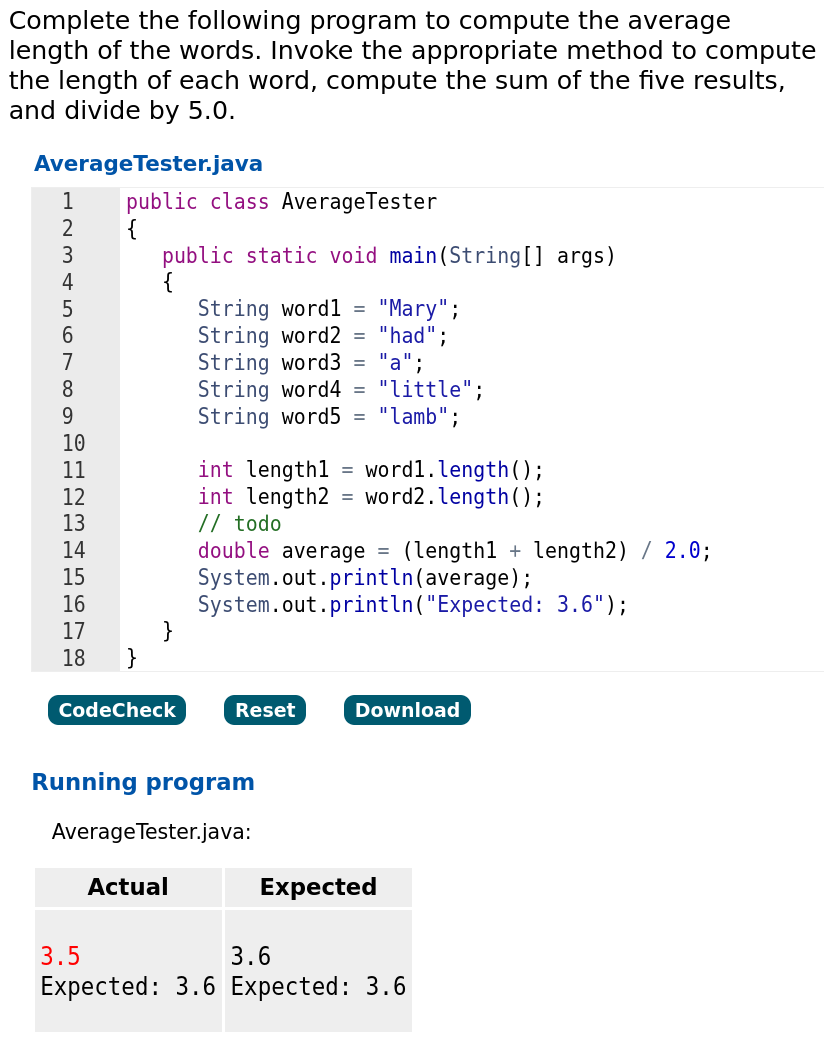 Complete the following program to compute the average
length of the words. Invoke the appropriate method to compute
the length of each word, compute the sum of the five results,
and divide by 5.0.
AverageTester.java
1 public class AverageTester
2 {
3    public static void main(String[] args)
4    {
5       String word1 = "Mary";
6       String word2 = "had";
7       String word3 = "a";
8       String word4 = "little";
9       String word5 = "lamb";
10
11       int length1 = word1.length();
12       int length2 = word2.length();
13       // todo
14       double average = (length1 + length2) / 2.0;
15       System.out.println(average);
16       System.out.println("Expected: 3.6");
17    }
18 }
CodeCheck Reset Download
Running program
AverageTester.java:
Actual Expected
3.5 3.6
Expected: 3.6 Expected: 3.6